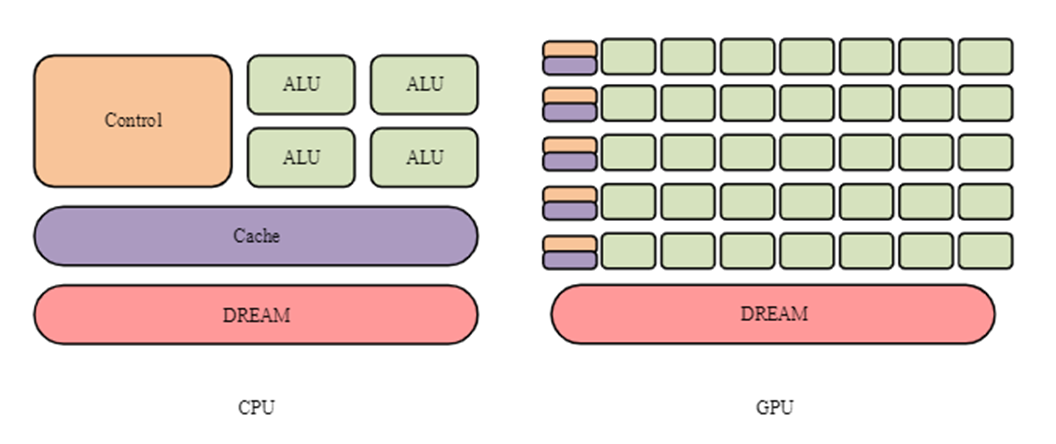 Control
ALU
ALU
ALU
ALU
Cache
DREAM
CPU
DREAM
GPU